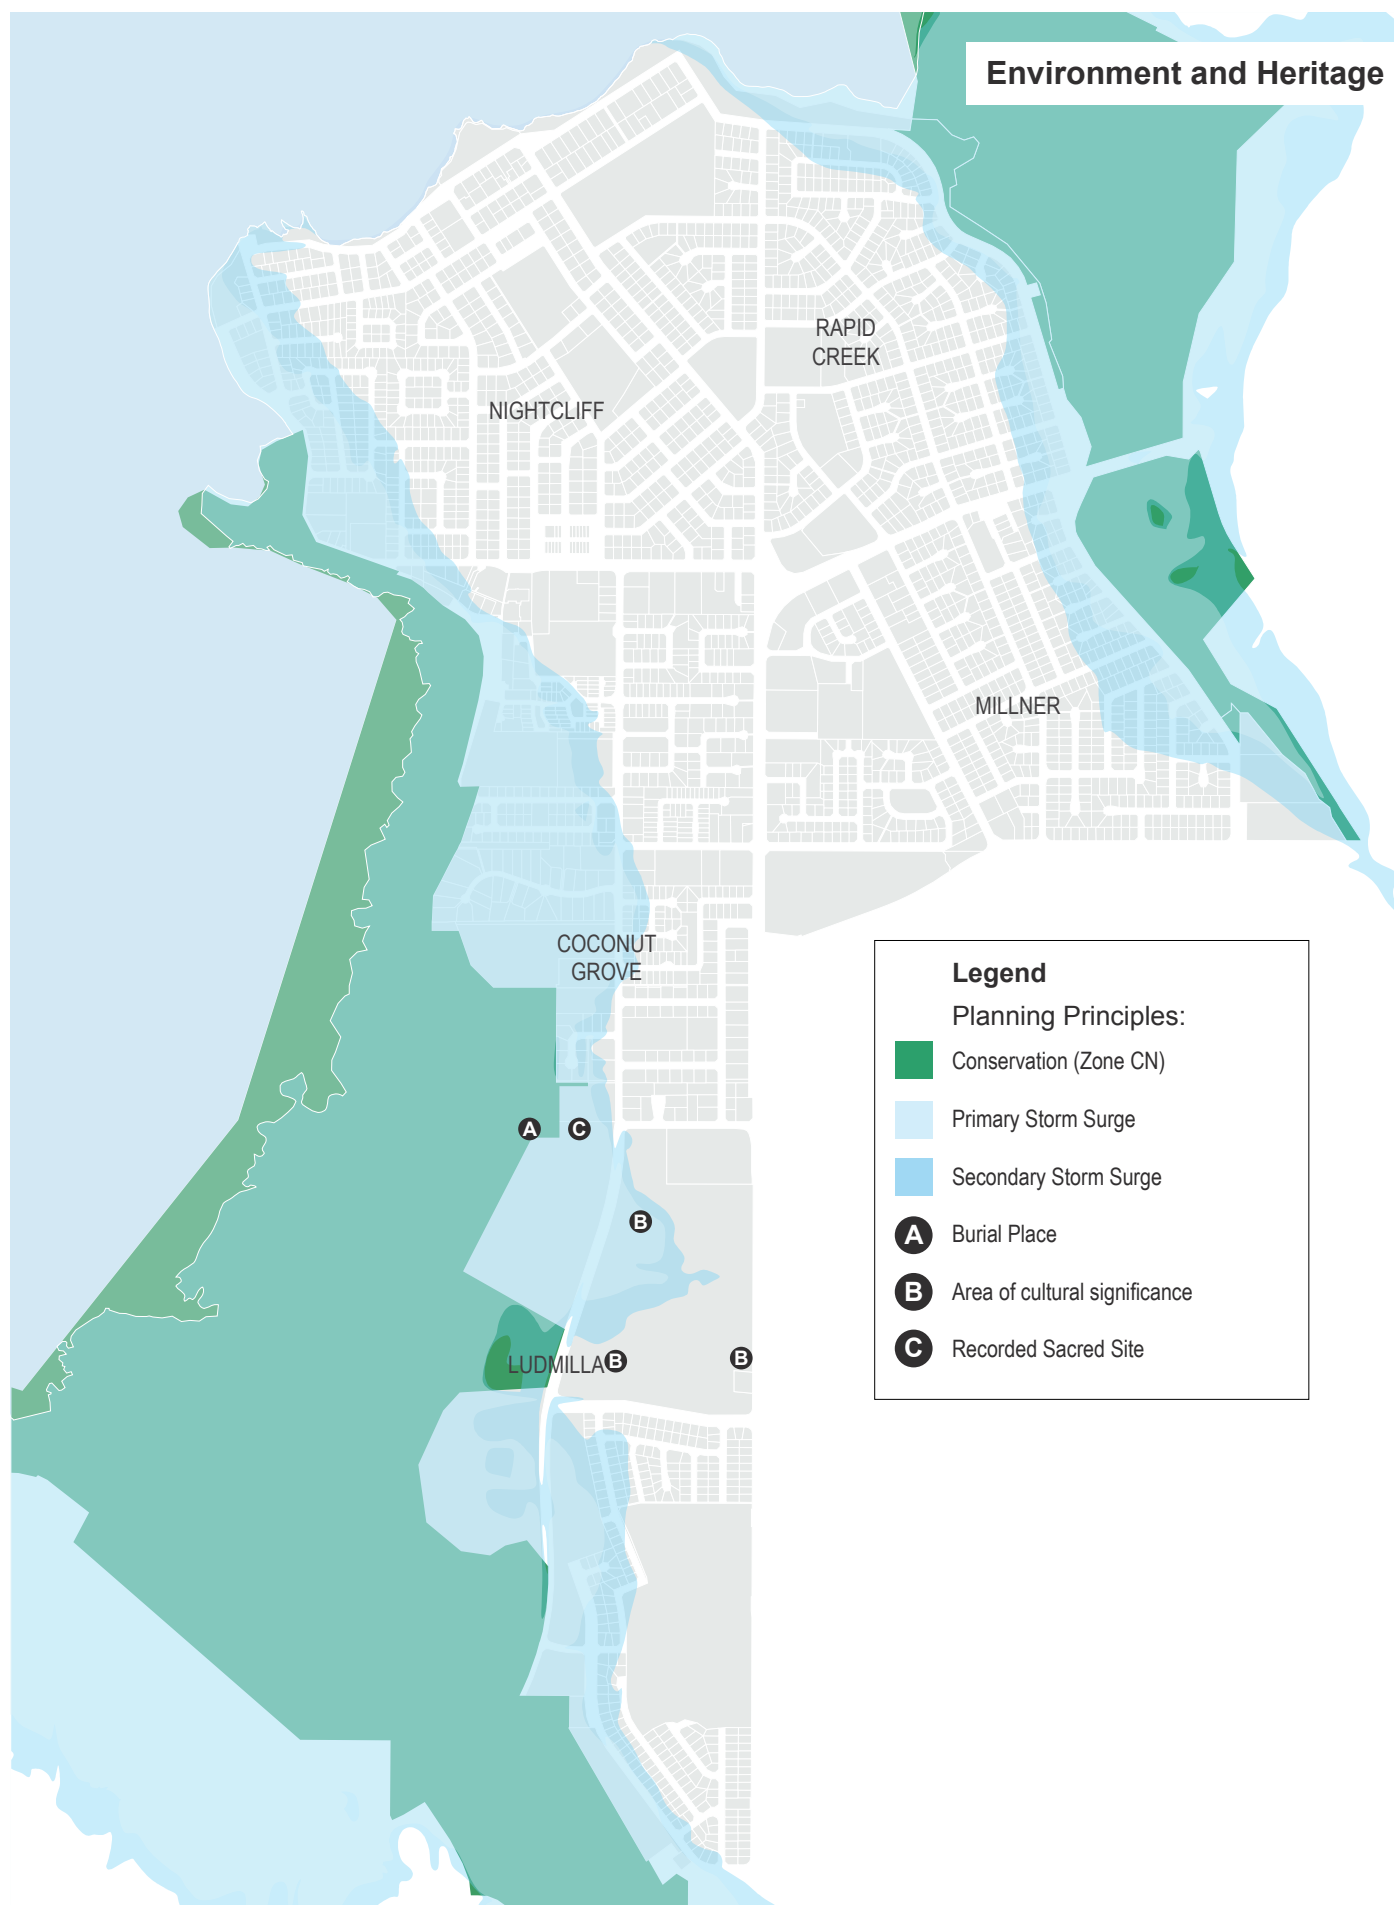 Environment and Heritage
RAPID
CREEK
NIGHTCLIFF
MILLNER
COCONUT
GROVE
A
C
B
LUDMILLA
B
B
Legend
Planning Principles:
Conservation (Zone CN)
Primary Storm Surge
Secondary Storm Surge
A Burial Place
B Area of cultural significance
C Recorded Sacred Site